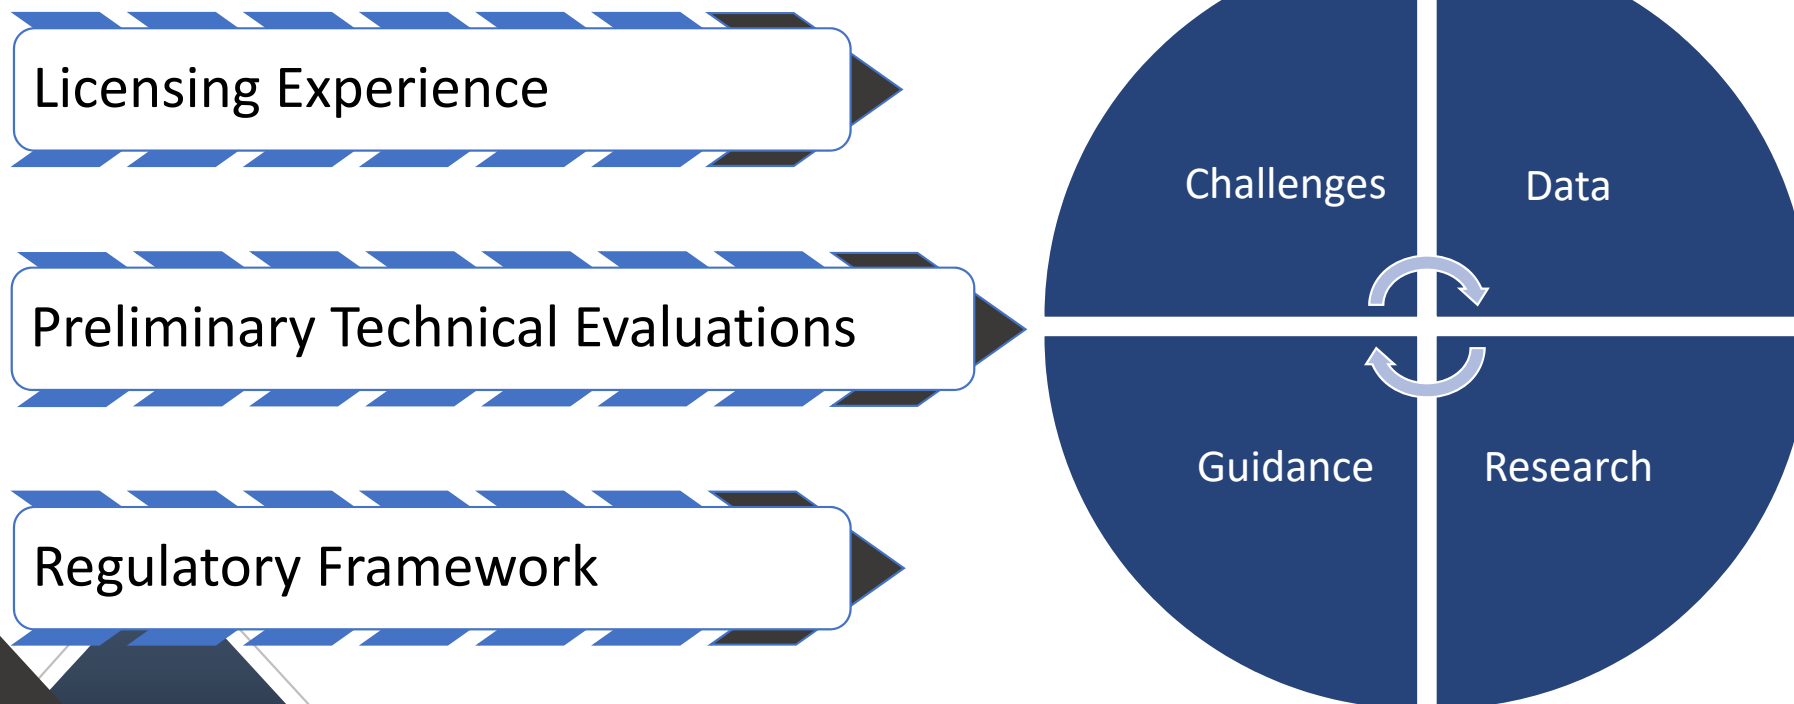 Licensing Experience
Preliminary Technical Evaluations
Regulatory Framework
Challenges
Data
Guidance
Research